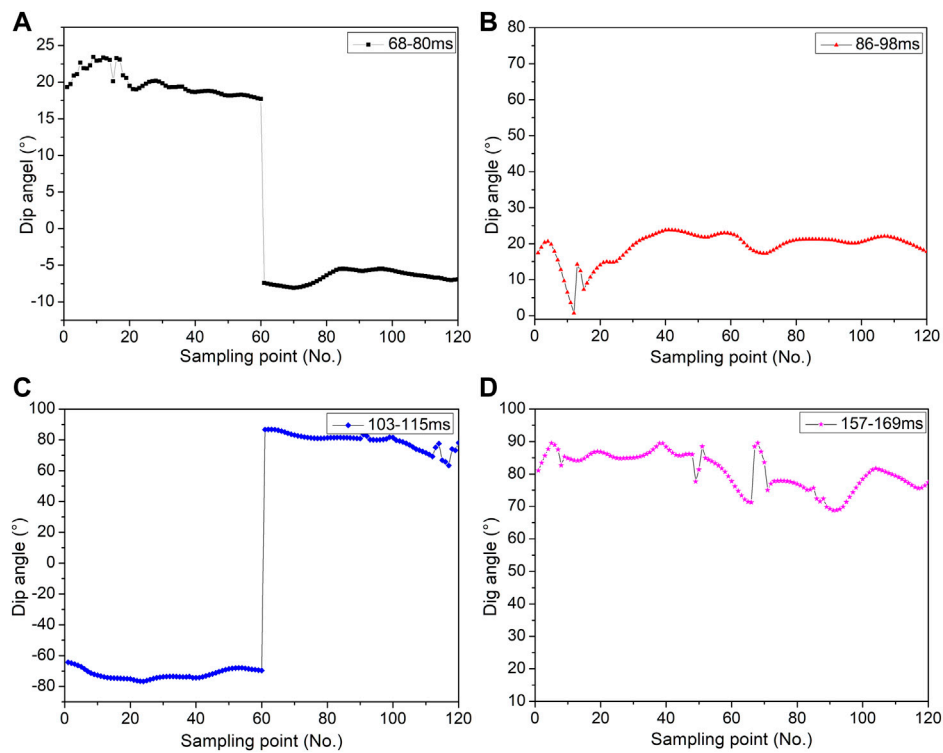 A
68-80ms
25
20
15
10
5
0
-5
-10
Dip angel (°)
0 20 40 60 80 100 120
Sampling point (No.)
B
86-98ms
80
70
60
50
40
30
20
10
0
Dip angle (°)
0 20 40 60 80 100 120
Sampling point (No.)
C
103-115ms
100
80
60
40
20
0
-20
-40
-60
-80
Dip angle (°)
0 20 40 60 80 100 120
Sampling point (No.)
D
157-169ms
100
90
80
70
60
50
40
30
20
10
Dig angle (°)
0 20 40 60 80 100 120
Sampling point (No.)